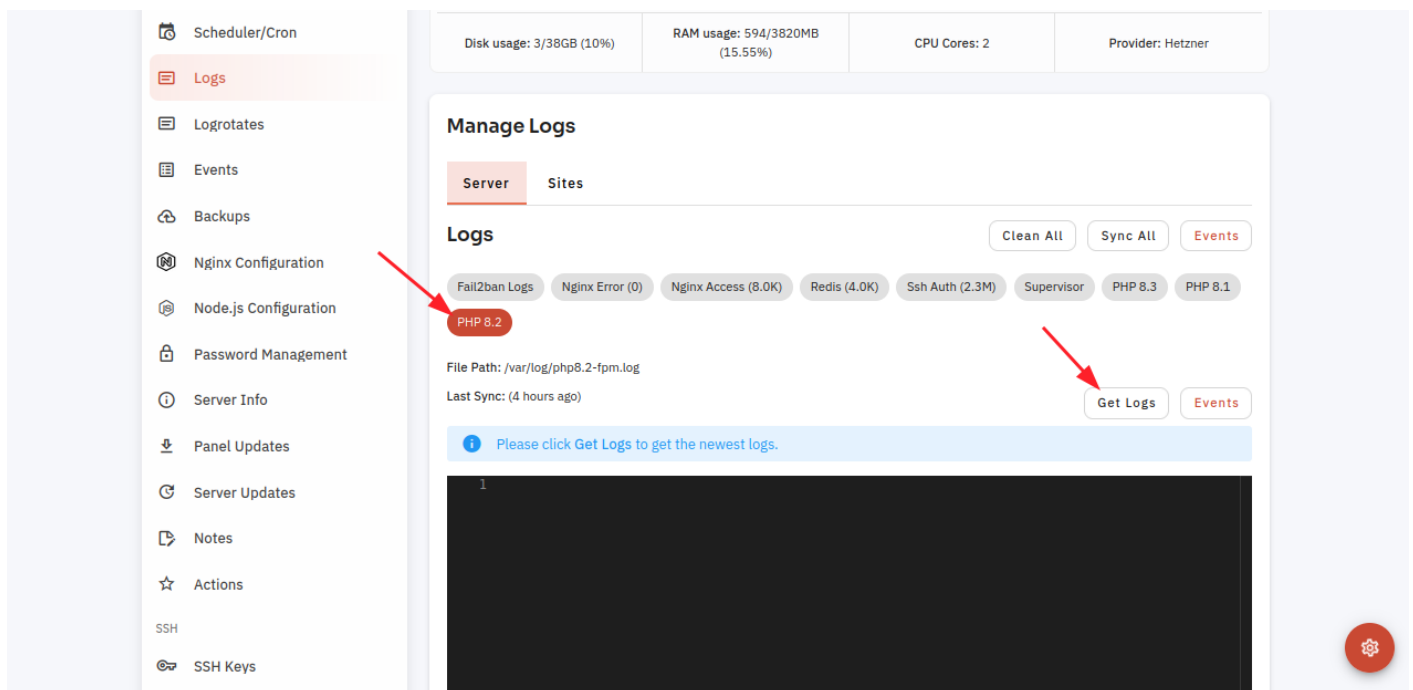 Scheduler/Cron
Logs
Logrotates
Events
Backups
Nginx Configuration
Node.js Configuration
Password Management
Server Info
Panel Updates
Server Updates
Notes
Actions
SSH
SSH Keys
Disk usage: 3/38GB (10%)
RAM usage: 594/3820MB
(15.55%)
CPU Cores: 2
Provider: Hetzner
Manage Logs
Server Sites
Logs
Clean All Sync All Events
Fail2ban Logs Nginx Error (0) Nginx Access (8.0K) Redis (4.0K) Ssh Auth (2.3M) Supervisor PHP 8.3 PHP 8.1
PHP 8.2
File Path: /var/log/php8.2-fpm.log
Last Sync: (4 hours ago)
Get Logs Events
Please click Get Logs to get the newest logs.
1